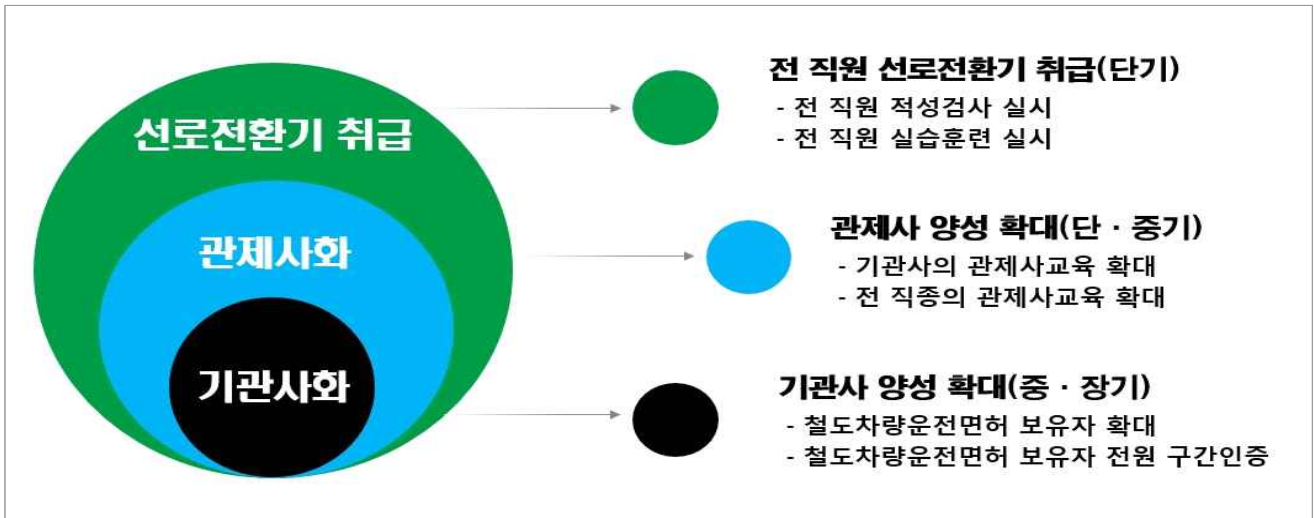 선로전환기 취급
관제사화
기관사화
전 직원 선로전환기 취급(단기)
- 전 직원 적성검사 실시
- 전 직원 실습훈련 실시
관제사 양성 확대(단 · 중기)
- 기관사의 관제사교육 확대
- 전 직종의 관제사교육 확대
기관사 양성 확대(중 · 장기)
- 철도차량운전면허 보유자 확대
- 철도차량운전면허 보유자 전원 구간인증